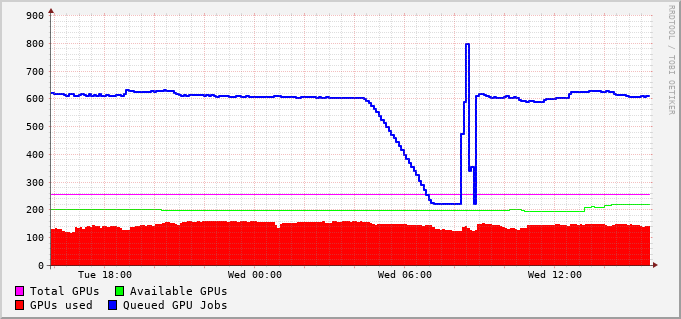 900
800
700
600
500
400
300
200
100
0
Tue 18:00 Wed 00:00 Wed 06:00 Wed 12:00
Total GPUs Available GPUs
GPUs used Queued GPU Jobs
RRDTOOL / TOBI OETIKER